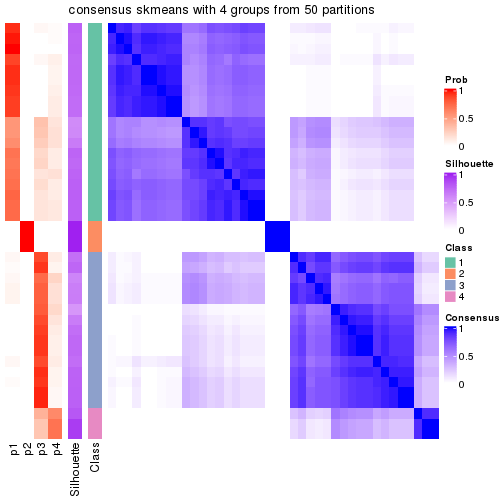 consensus skmeans with 4 groups from 50 partitions
Prob
1
0.5
0
Silhouette
1
0.5
0
Class
1
2
3
4
Consensus
1
0.5
0
p1
p2
p3
p4
Silhouette
Class